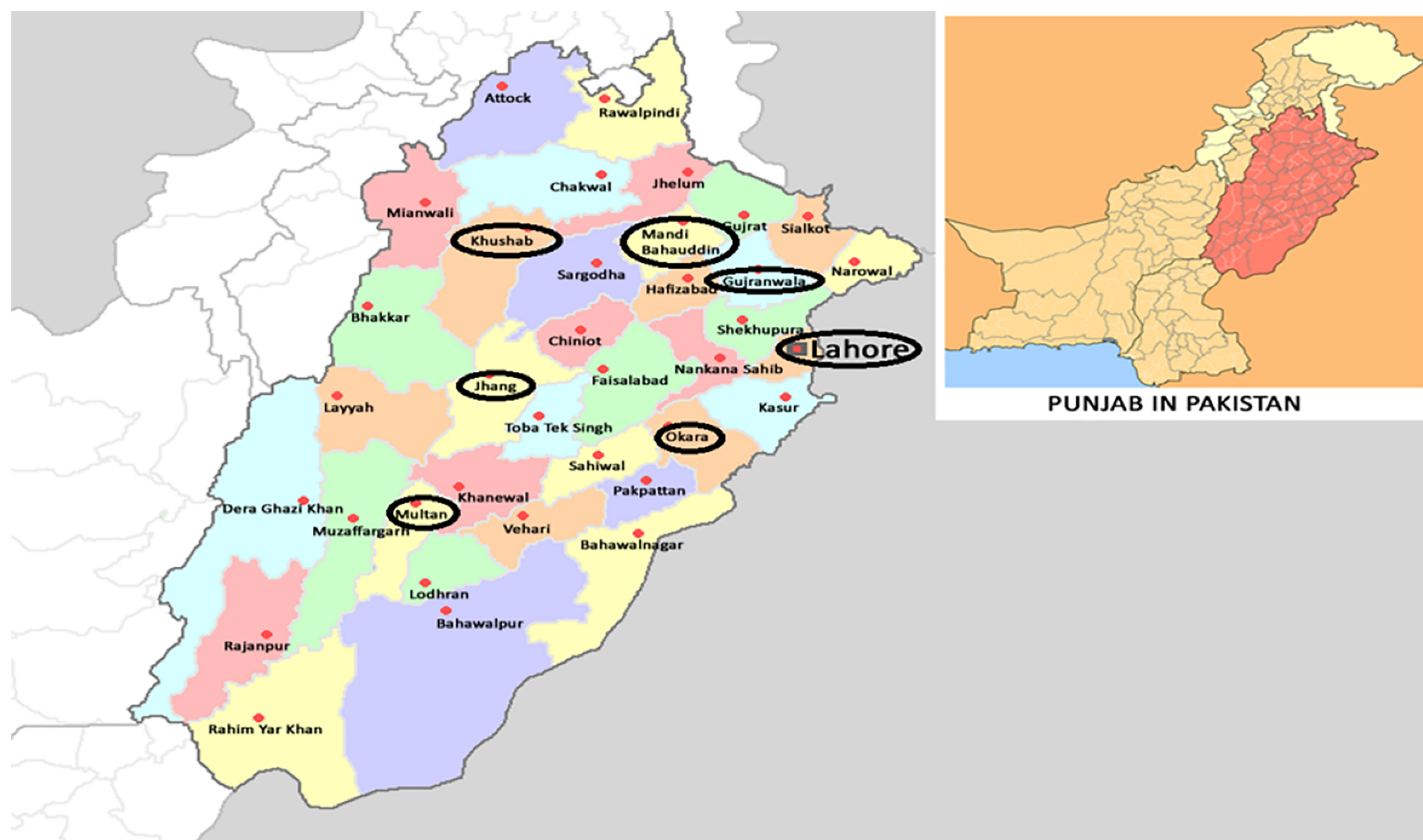 Attock
Rawalpindi
Chakwal
Jhelum
Mianwali
Khushab
Mandi
Bahauddin
Gujrat
Sialkot
Sargodha
Hafizabad
Gujranwala
Narowal
Bhakkar
Chiniot
Shekhupura
Lahore
Jhang
Faisalabad
Nankana Sahib
Layyah
Toba Tek Singh
Kasur
Okara
Sahiwal
Khanewal
Pakpattan
Dera Ghazi Khan
Multan
Muzaffargarh
Vehari
Bahawalnagar
Lodhran
Bahawalpur
Rajanpur
Rahim Yar Khan
PUNJAB IN PAKISTAN